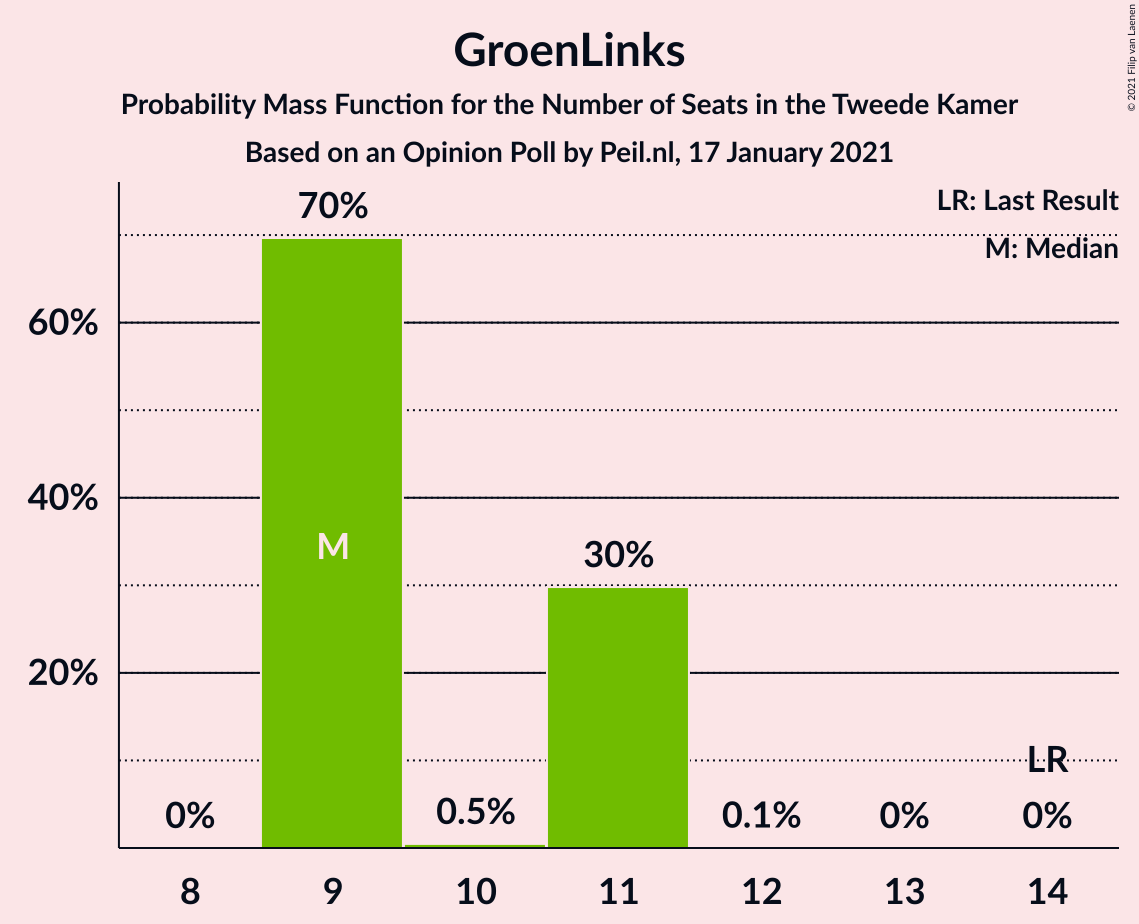 GroenLinks
Probability Mass Function for the Number of Seats in the Tweede Kamer
Based on an Opinion Poll by Peil.nl, 17 January 2021
© 2021 Filip van Laenen
LR: Last Result
M: Median
70%
60%
40%
M
30%
20%
LR
0%
0.5%
0.1%
0%
0%
8
9
10
11
12
13
14